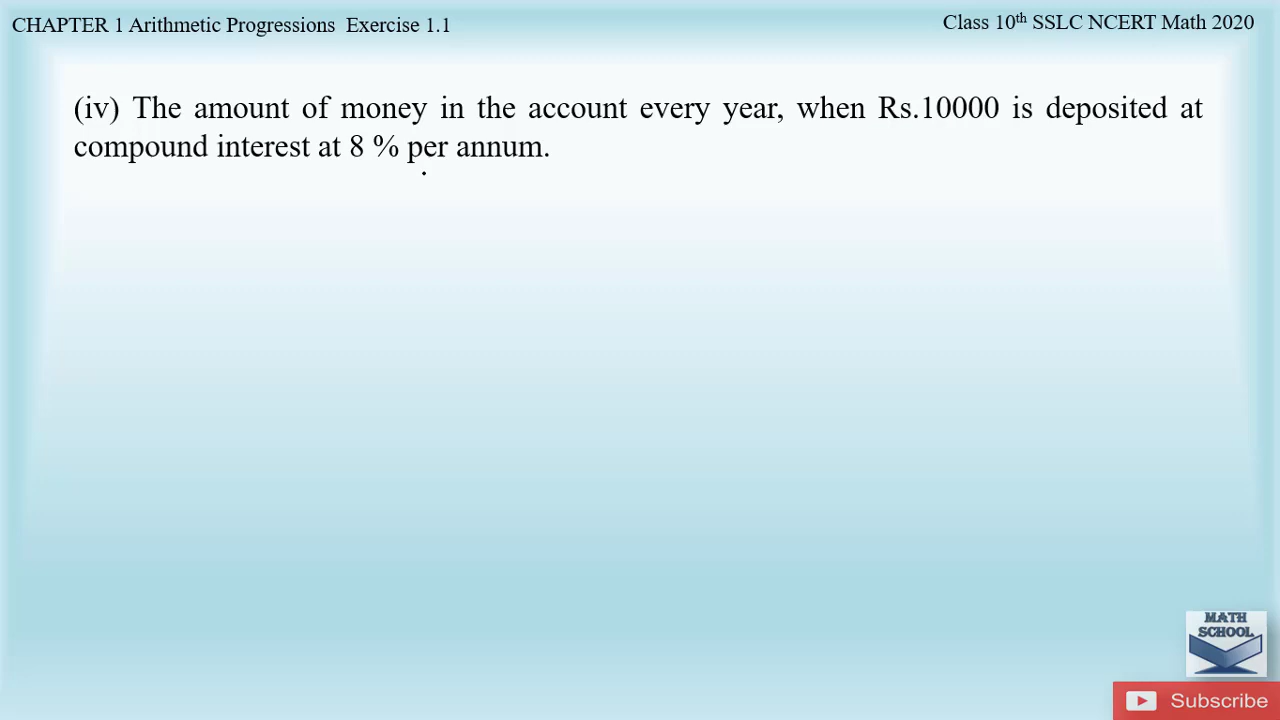 CHAPTER 1 Arithmetic Progressions Exercise 1.1
Class 10th SSLC NCERT Math 2020
(iv) The amount of money in the account every year, when Rs.10000 is deposited at
compound interest at 8 % per annum.
MATH
SCHOOL
Subscribe